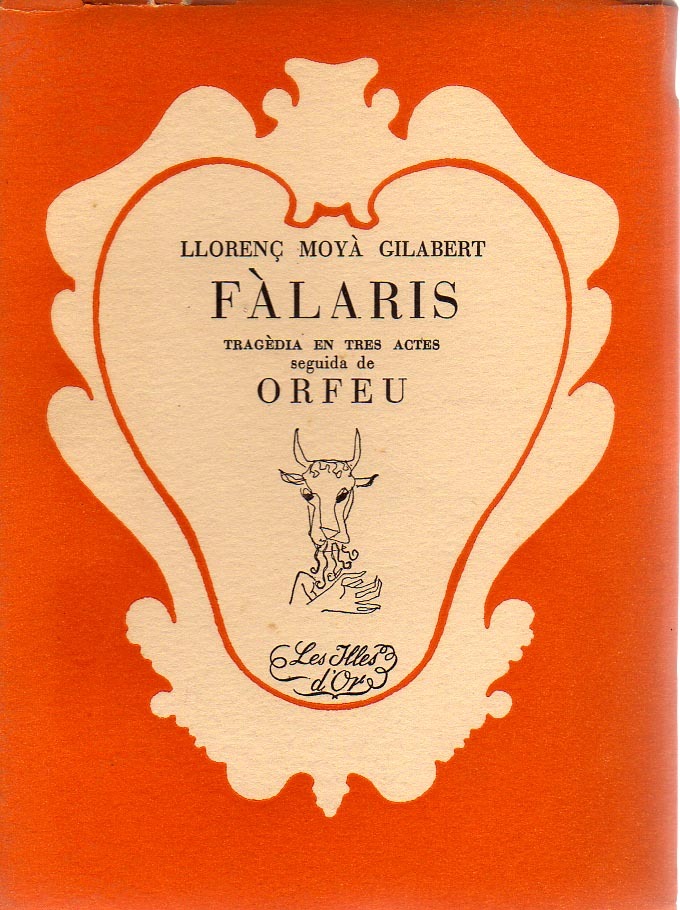 LLORENÇ MOYÀ GILABERT
FÀLARIS
TRAGÈDIA EN TRES ACTES
seguida de
ORFEU
Les Illes
d'Or